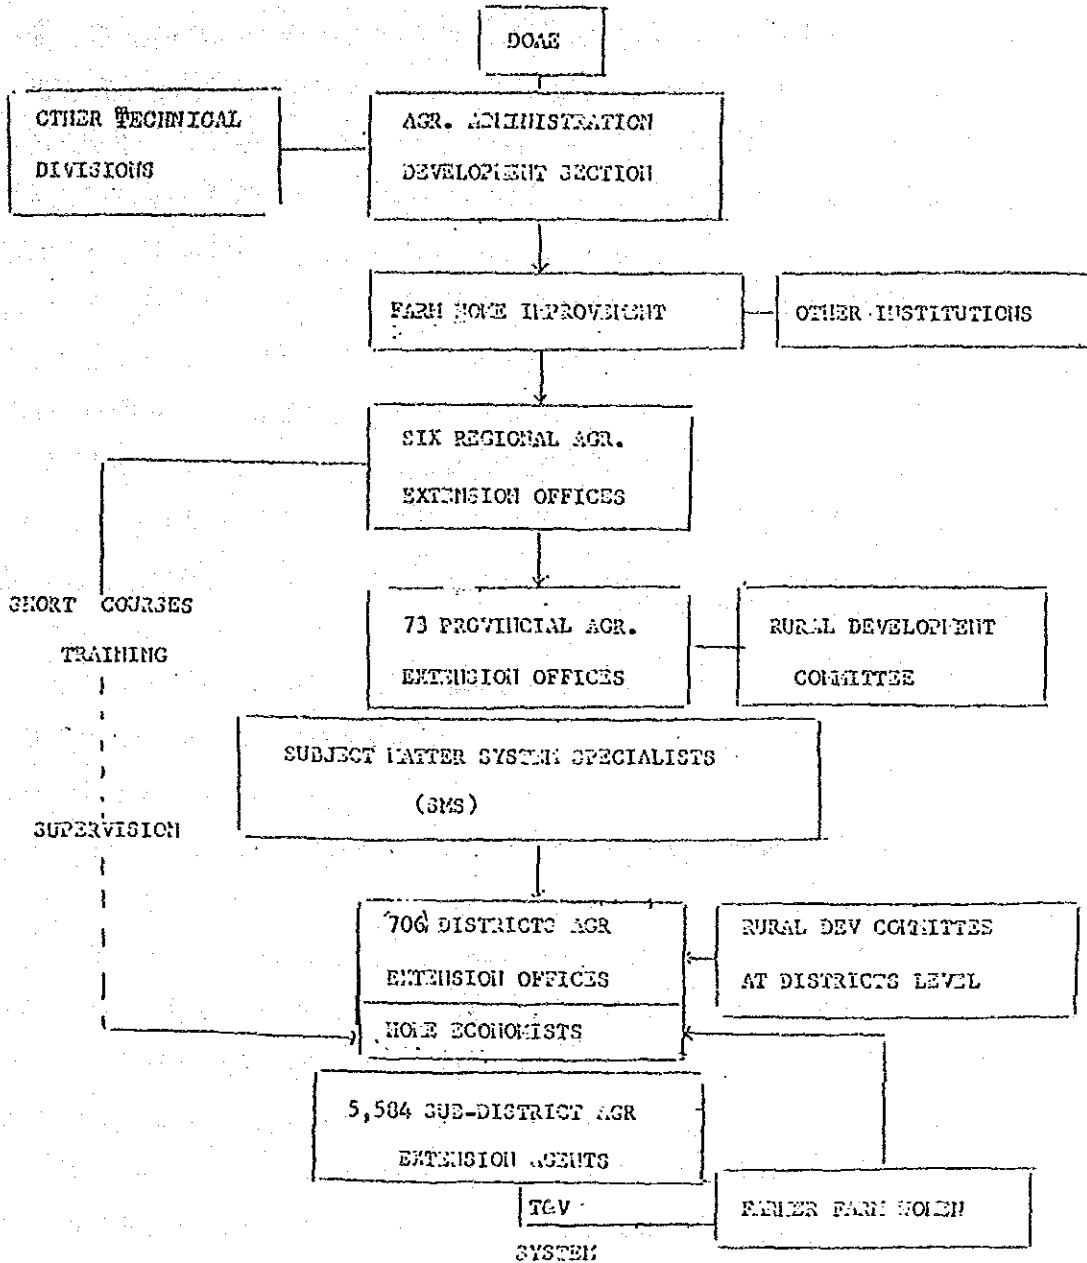 DOAE
OTHER TECHNICAL
DIVISIONS
AGR. ADMINISTRATION
DEVELOPMENT SECTION
FARM HOME IMPROVEMENT
OTHER INSTITUTIONS
SIX REGIONAL AGR.
EXTENSION OFFICES
SHORT COURSES
TRAINING
73 PROVINCIAL AGR.
EXTENSION OFFICES
RURAL DEVELOPMENT
COMMITTEE
SUBJECT MATTER SYSTEM SPECIALISTS
(SMS)
SUPERVISION
706 DISTRICTS AGR
EXTENSION OFFICES
RURAL DEV COMMITTEE
AT DISTRICTS LEVEL
HOME ECONOMISTS
5,584 SUB-DISTRICT AGR
EXTENSION AGENTS
T&V
SYSTEM
FARMER FARM WOMEN